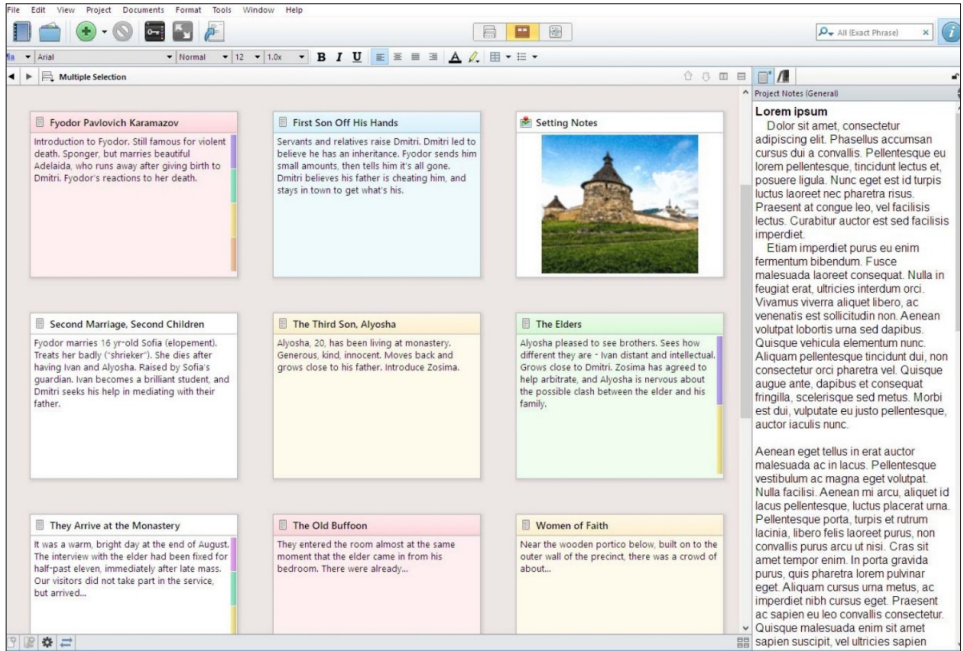 File Edit View Project Documents Format Tools Window Help
All (Exact Phrase)
Arial Normal 12 1.0x B I U A
Multiple Selection
Fyodor Pavlovich Karamazov
Introduction to Fyodor. Still famous for violent
death. Sponger, but marries beautiful
Adelaida, who runs away after giving birth to
Dmitri. Fyodor's reactions to her death.
First Son Off His Hands
Servants and relatives raise Dmitri. Dmitri led to
believe he has an inheritance. Fyodor sends him
small amounts, then tells him it's all gone.
Dmitri believes his father is cheating him, and
stays in town to get what's his.
Setting Notes
Second Marriage, Second Children
Fyodor marries 16 yr-old Sofia (elopement).
Treats her badly ("shrieker"). She dies after
having Ivan and Alyosha. Raised by Sofia's
guardian. Ivan becomes a brilliant student, and
Dmitri seeks his help in mediating with their
father.
The Third Son, Alyosha
Alyosha, 20, has been living at monastery.
Generous, kind, innocent. Moves back and
grows close to his father. Introduce Zosima.
The Elders
Alyosha pleased to see brothers. Sees how
different they are - Ivan distant and intellectual.
Grows close to Dmitri. Zosima has agreed to
help arbitrate, and Alyosha is nervous about
the possible clash between the elder and his
family.
They Arrive at the Monastery
It was a warm, bright day at the end of August.
The interview with the elder had been fixed for
half-past eleven, immediately after late mass.
Our visitors did not take part in the service,
but arrived...
The Old Buffoon
They entered the room almost at the same
moment that the elder came in from his
bedroom. There were already...
Women of Faith
Near the wooden portico below, built on to the
outer wall of the precinct, there was a crowd of
about...
Project Notes (General)
Lorem ipsum
Dolor sit amet, consectetur
adipiscing elit. Phasellus accumsan
cursus dui a convallis. Pellentesque eu
lorem pellentesque, tincidunt lectus et,
posuere ligula. Nunc eget est id turpis
luctus laoreet nec pharetra risus.
Praesent at congue leo, vel facilisis
lectus. Curabitur auctor est sed facilisis
imperdiet.
Etiam imperdiet purus eu enim
fermentum bibendum. Fusce
malesuada laoreet consequat. Nulla in
feugiat erat, ultricies interdum orci.
Vivamus viverra aliquet libero, ac
venenatis est sollicitudin non. Aenean
volutpat lobortis urna sed dapibus.
Quisque vehicula elementum nunc.
Aliquam pellentesque tincidunt dui, non
consectetur orci pharetra vel. Quisque
augue ante, dapibus et consequat
fringilla, scelerisque sed metus. Morbi
est dui, vulputate eu justo pellentesque,
auctor iaculis nunc.
Aenean eget tellus in erat auctor
malesuada ac in lacus. Pellentesque
vestibulum ac magna eget volutpat.
Nulla facilisi. Aenean mi arcu, aliquet id
lacus pellentesque, luctus placerat urna.
Pellentesque porta, turpis et rutrum
lacinia, libero felis laoreet purus, non
convallis purus arcu ut nisi. Cras sit
amet tempor enim. In porta gravida
purus, quis pharetra lorem pulvinar
eget. Aliquam cursus urna metus, ac
imperdiet nibh cursus eget. Praesent
ac sapien eu leo convallis consectetur.
Quisque malesuada enim sit amet
sapien suscipit, vel ultricies sapien